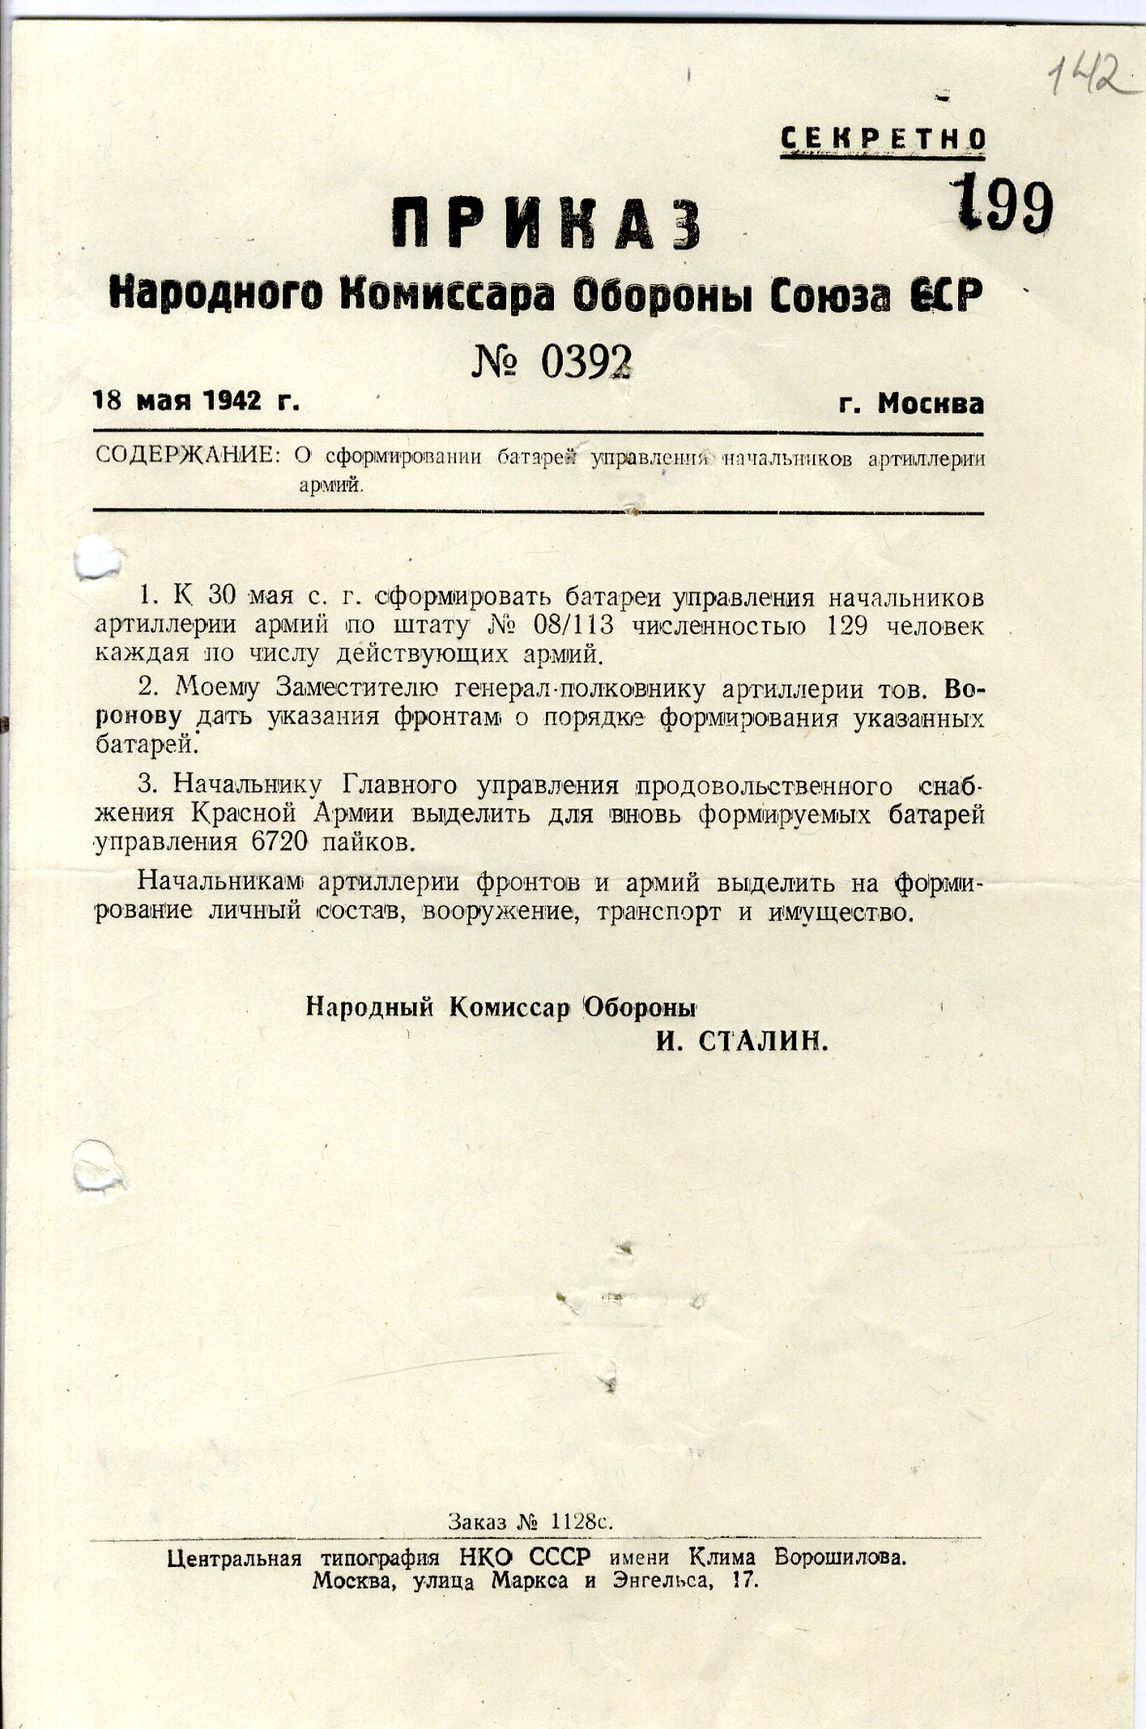 142
СЕКРЕТНО
199
ПРИКАЗ
Народного Комиссара Обороны Союза ССР
№ 0392
18 мая 1942 г. г. Москва
СОДЕРЖАНИЕ: О сформировании батарей управления начальников артиллерии
армий.
1. К 30 мая с. г. сформировать батареи управления начальников
артиллерии армий по штату № 08/113 численностью 129 человек
каждая по числу действующих армий.
2. Моему Заместителю генерал-полковнику артиллерии тов. Во-
ронову дать указания фронтам о порядке формирования указанных
батарей.
3. Начальнику Главного управления продовольственного снаб-
жения Красной Армии выделить для вновь формируемых батарей
управления 6720 пайков.
Начальникам артиллерии фронтов и армий выделить на форми-
рование личный состав, вооружение, транспорт и имущество.
Народный Комиссар Обороны
И. СТАЛИН.
Заказ № 1128с.
Центральная типография НКО СССР имени Клима Ворошилова.
Москва, улица Маркса и Энгельса, 17.